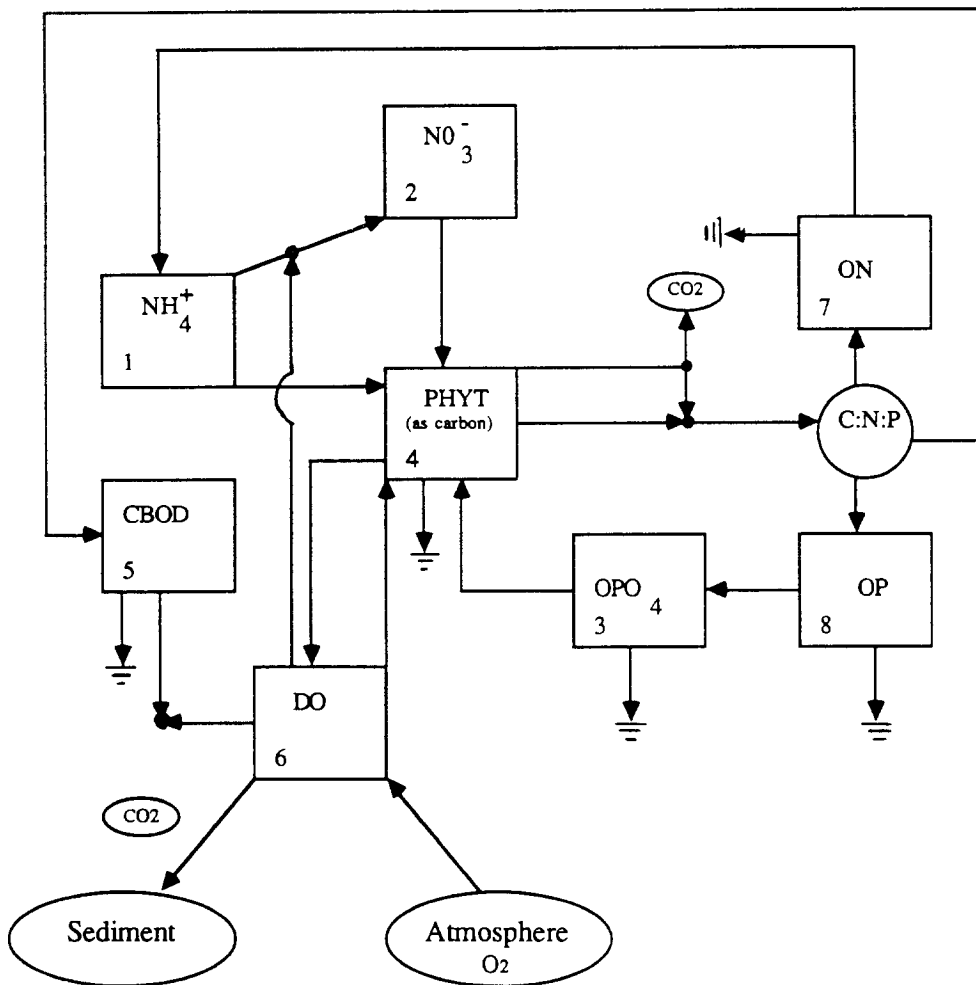 N0 3 -
2
NH 4 +
1
CO2
ON
7
PHYT
(as carbon)
4
C:N:P
CBOD
5
OPO 4
3
OP
8
DO
6
CO2
Sediment
Atmosphere
O2